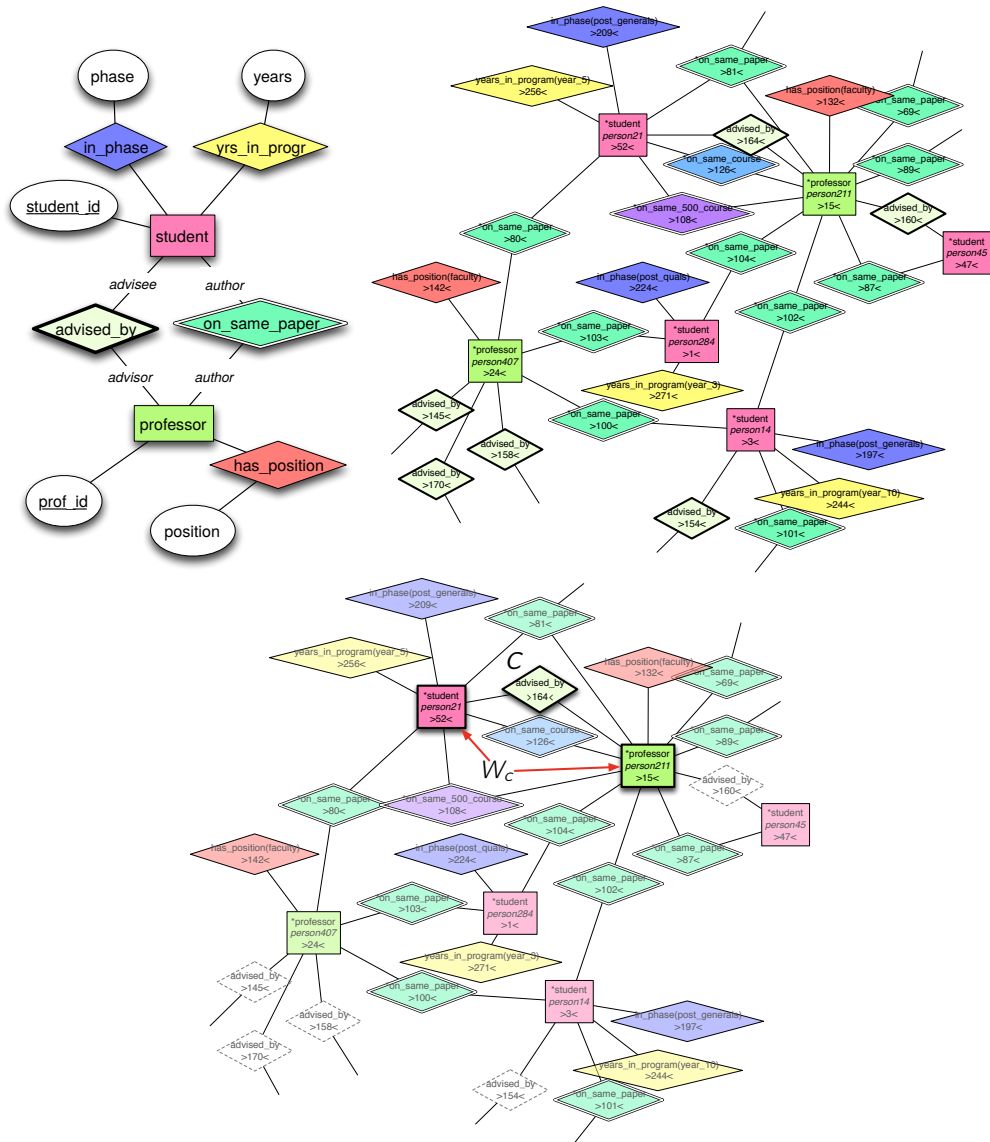 phase
years
in_phase
yrs_in_progr
student_id
student
advisee
author
advised_by
on_same_paper
advisor
author
professor
has_position
prof_id
position
in_phase(post_generals)
>209<
*on_same_paper
>81<
years_in_program(year_5)
>256<
has_position(faculty)
>132<
on_same_paper
>69<
*student
person21
>52<
advised_by
>164<
*on_same_course
>126<
*on_same_paper
>89<
*professor
person211
>15<
advised_by
>160<
*on_same_500_course
>108<
*on_same_paper
>80<
*on_same_paper
>104<
*student
person45
>47<
has_position(faculty)
>142<
in_phase(post_quals)
>224<
*on_same_paper
>87<
*on_same_paper
>102<
*on_same_paper
>103<
*student
person284
>1<
*professor
person407
>24<
years_in_program(year_3)
>271<
advised_by
>145<
*on_same_paper
>100<
*student
person14
>3<
advised_by
>158<
in_phase(post_generals)
>197<
advised_by
>170<
years_in_program(year_10)
>244<
advised_by
>154<
*on_same_paper
>101<
in_phase(post_generals)
>209<
*on_same_paper
>81<
years_in_program(year_5)
>256<
C
has_position(faculty)
>132<
on_same_paper
>69<
*student
person21
>52<
advised_by
>164<
on_same_course
>126<
*on_same_paper
>89<
*professor
person211
>15<
Wc
advised_by
>160<
*on_same_paper
>80<
*on_same_500_course
>108<
*on_same_paper
>104<
*student
person45
>47<
has_position(faculty)
>142<
in_phase(post_quals)
>224<
*on_same_paper
>87<
*on_same_paper
>102<
*on_same_paper
>103<
*student
person284
>1<
*professor
person407
>24<
years_in_program(year_3)
>271<
advised_by
>145<
*on_same_paper
>100<
*student
person14
>3<
advised_by
>158<
in_phase(post_generals)
>197<
advised_by
>170<
years_in_program(year_10)
>244<
advised_by
>154<
*on_same_paper
>101<